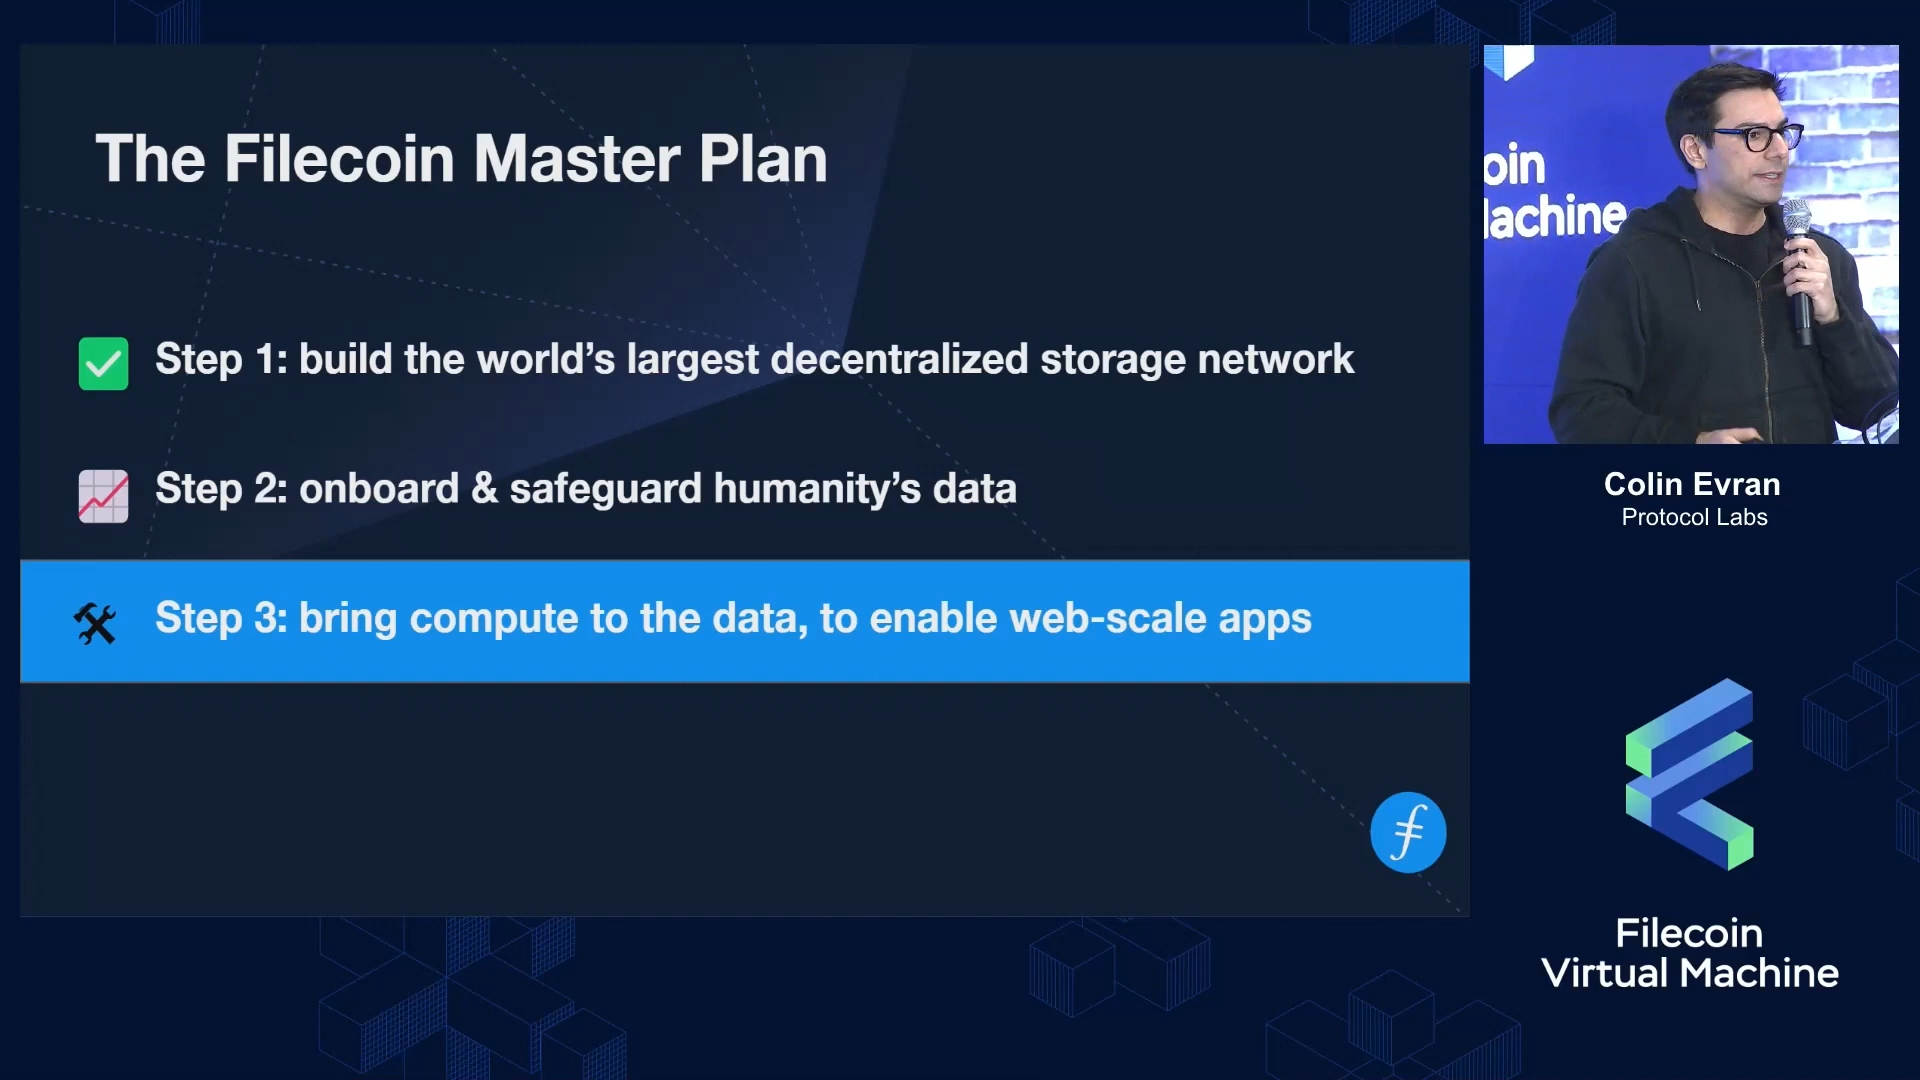 The Filecoin Master Plan
Step 1: build the world’s largest decentralized storage network
Step 2: onboard & safeguard humanity’s data
Step 3: bring compute to the data, to enable web-scale apps
oin
achine
Colin Evran
Protocol Labs
Filecoin
Virtual Machine